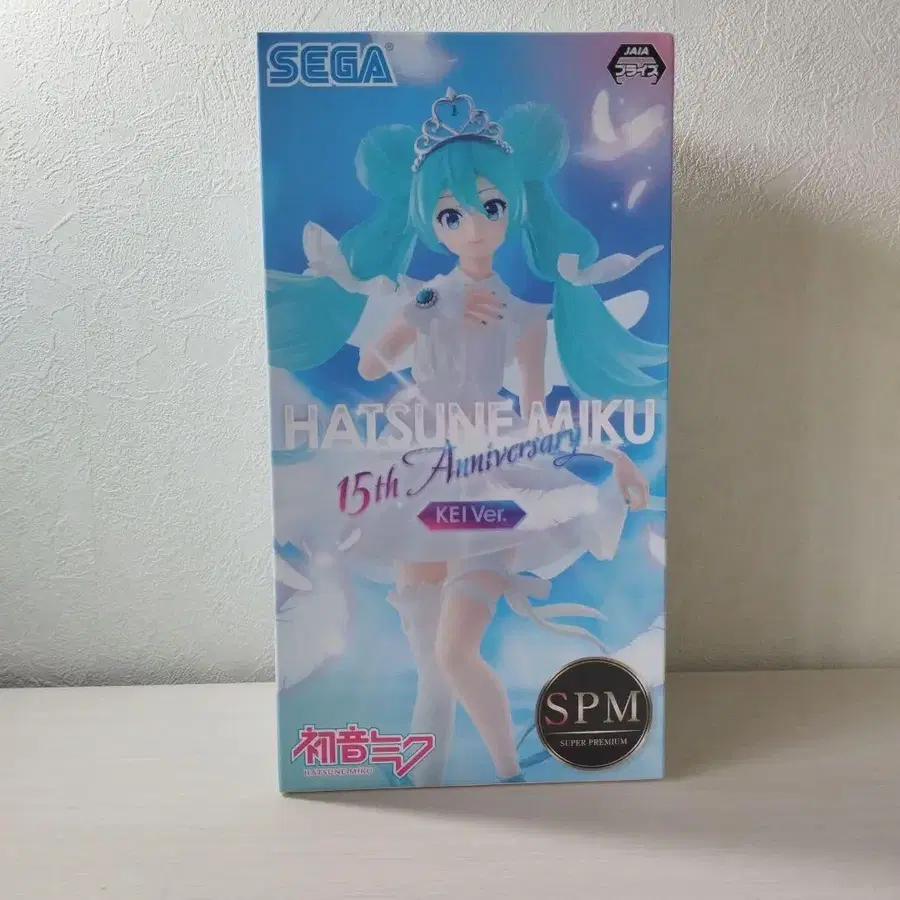 SEGA
JAIA
プライズ
HATSUNE MIKU
15th Anniversary
KEI Ver.
SPM
SUPER PREMIUM
初音ミク
HATSUNE MIKU